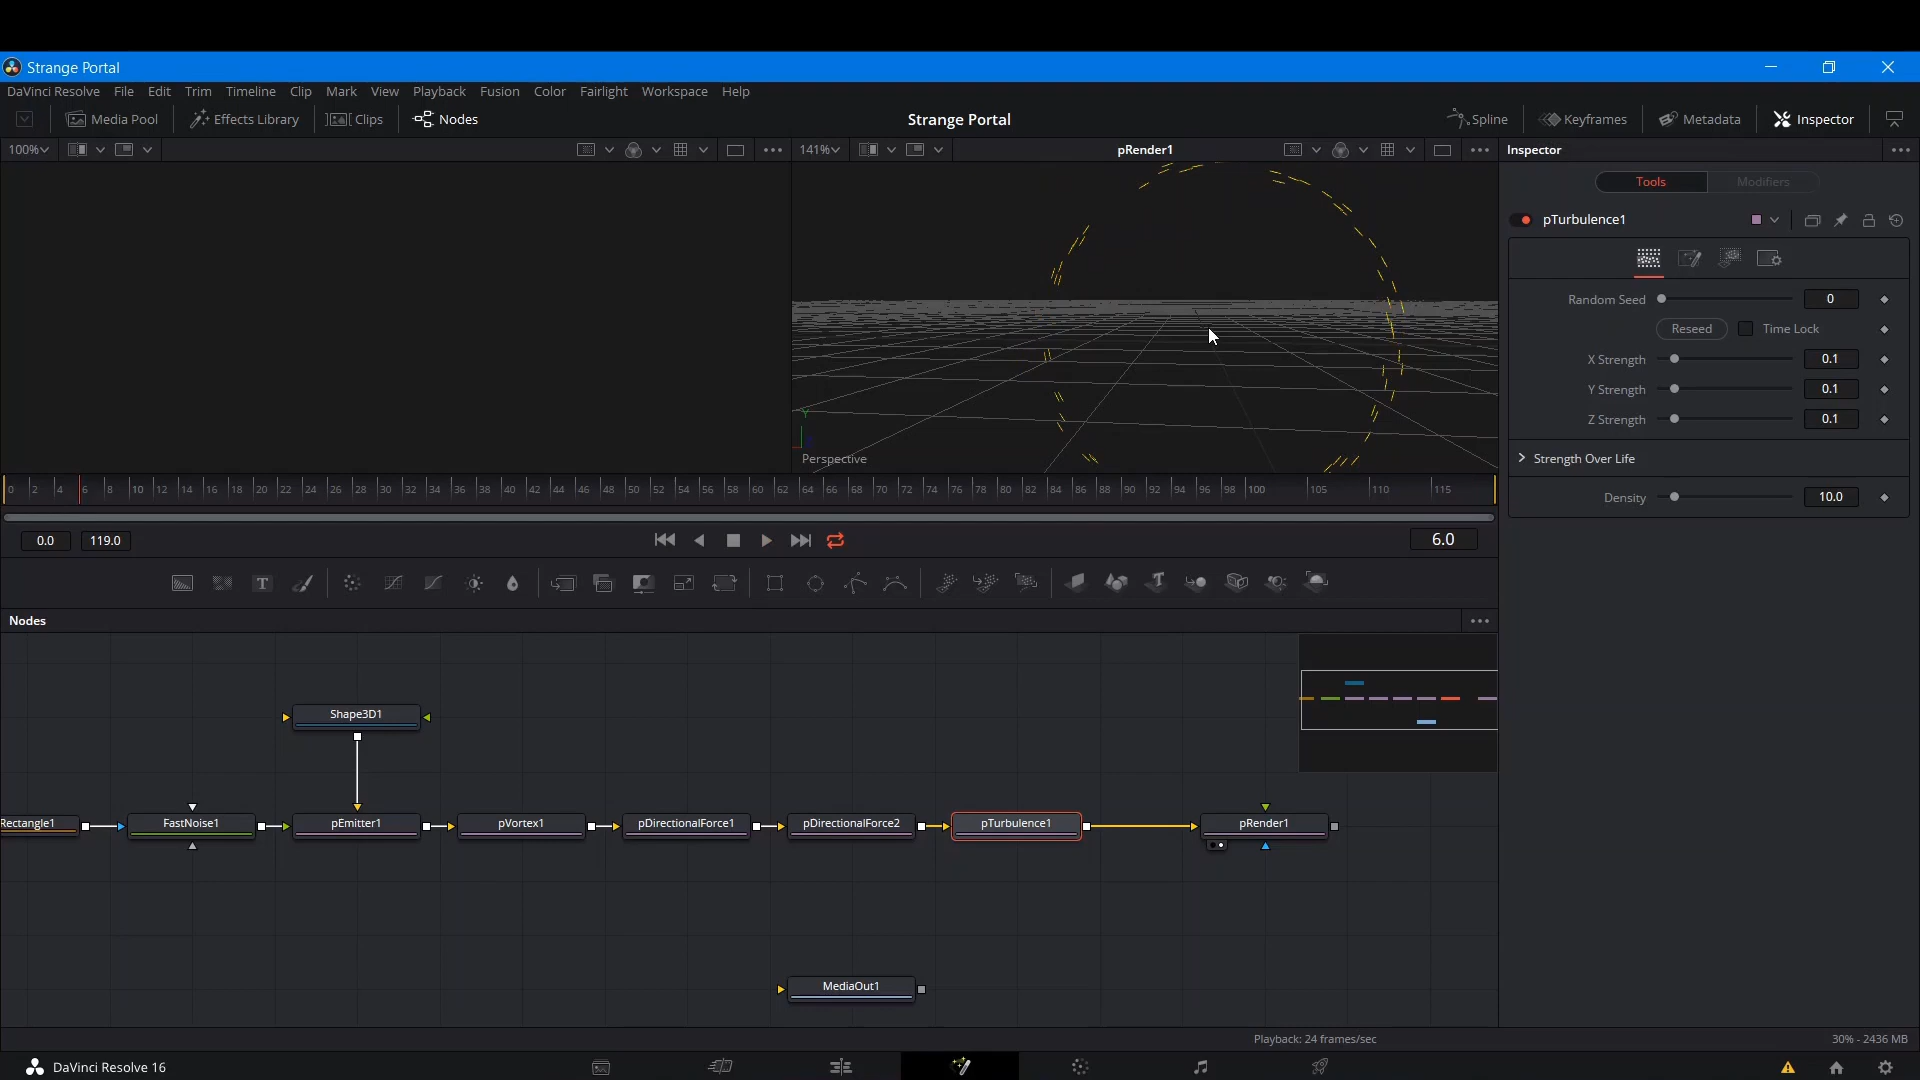 Strange Portal
DaVinci Resolve File Edit Trim Timeline Clip Mark View Playback Fusion Color Fairlight Workspace Help
Media Pool Effects Library Clips Nodes Strange Portal Spline Keyframes Metadata Inspector
100% 141% pRender1 Inspector
Tools Modifiers
pTurbulence1
Random Seed 0
Reseed Time Lock
X Strength 0.1
Y Strength 0.1
Z Strength 0.1
Y
Perspective
Strength Over Life
0 2 4 6 8 10 12 14 16 18 20 22 24 26 28 30 32 34 36 38 40 42 44 46 48 50 52 54 56 58 60 62 64 66 68 70 72 74 76 78 80 82 84 86 88 90 92 94 96 98 100 105 110 115
Density 10.0
0.0 119.0 6.0
T T
Nodes
Shape3D1
Rectangle1 FastNoise1 pEmitter1 pVortex1 pDirectionalForce1 pDirectionalForce2 pTurbulence1 pRender1
MediaOut1
Playback: 24 frames/sec 30% - 2436 MB
DaVinci Resolve 16